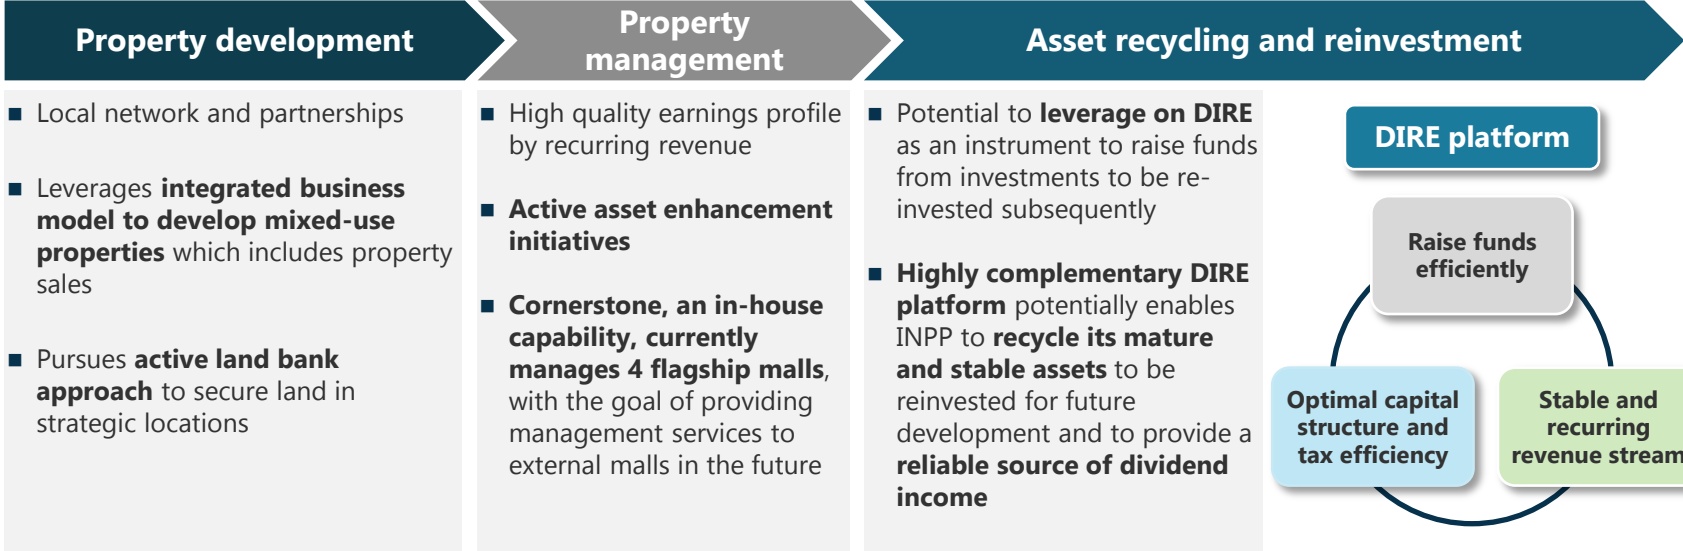 Property development
Property
management
Asset recycling and reinvestment
■ Local network and partnerships
■ Leverages integrated business
model to develop mixed-use
properties which includes property
sales
■ Pursues active land bank
approach to secure land in
strategic locations
■ High quality earnings profile
by recurring revenue
■ Active asset enhancement
initiatives
■ Cornerstone, an in-house
capability, currently
manages 4 flagship malls,
with the goal of providing
management services to
external malls in the future
■ Potential to leverage on DIRE
as an instrument to raise funds
from investments to be re-
invested subsequently
■ Highly complementary DIRE
platform potentially enables
INPP to recycle its mature
and stable assets to be
reinvested for future
development and to provide a
reliable source of dividend
income
DIRE platform
Raise funds
efficiently
Optimal capital
structure and
tax efficiency
Stable and
recurring
revenue stream